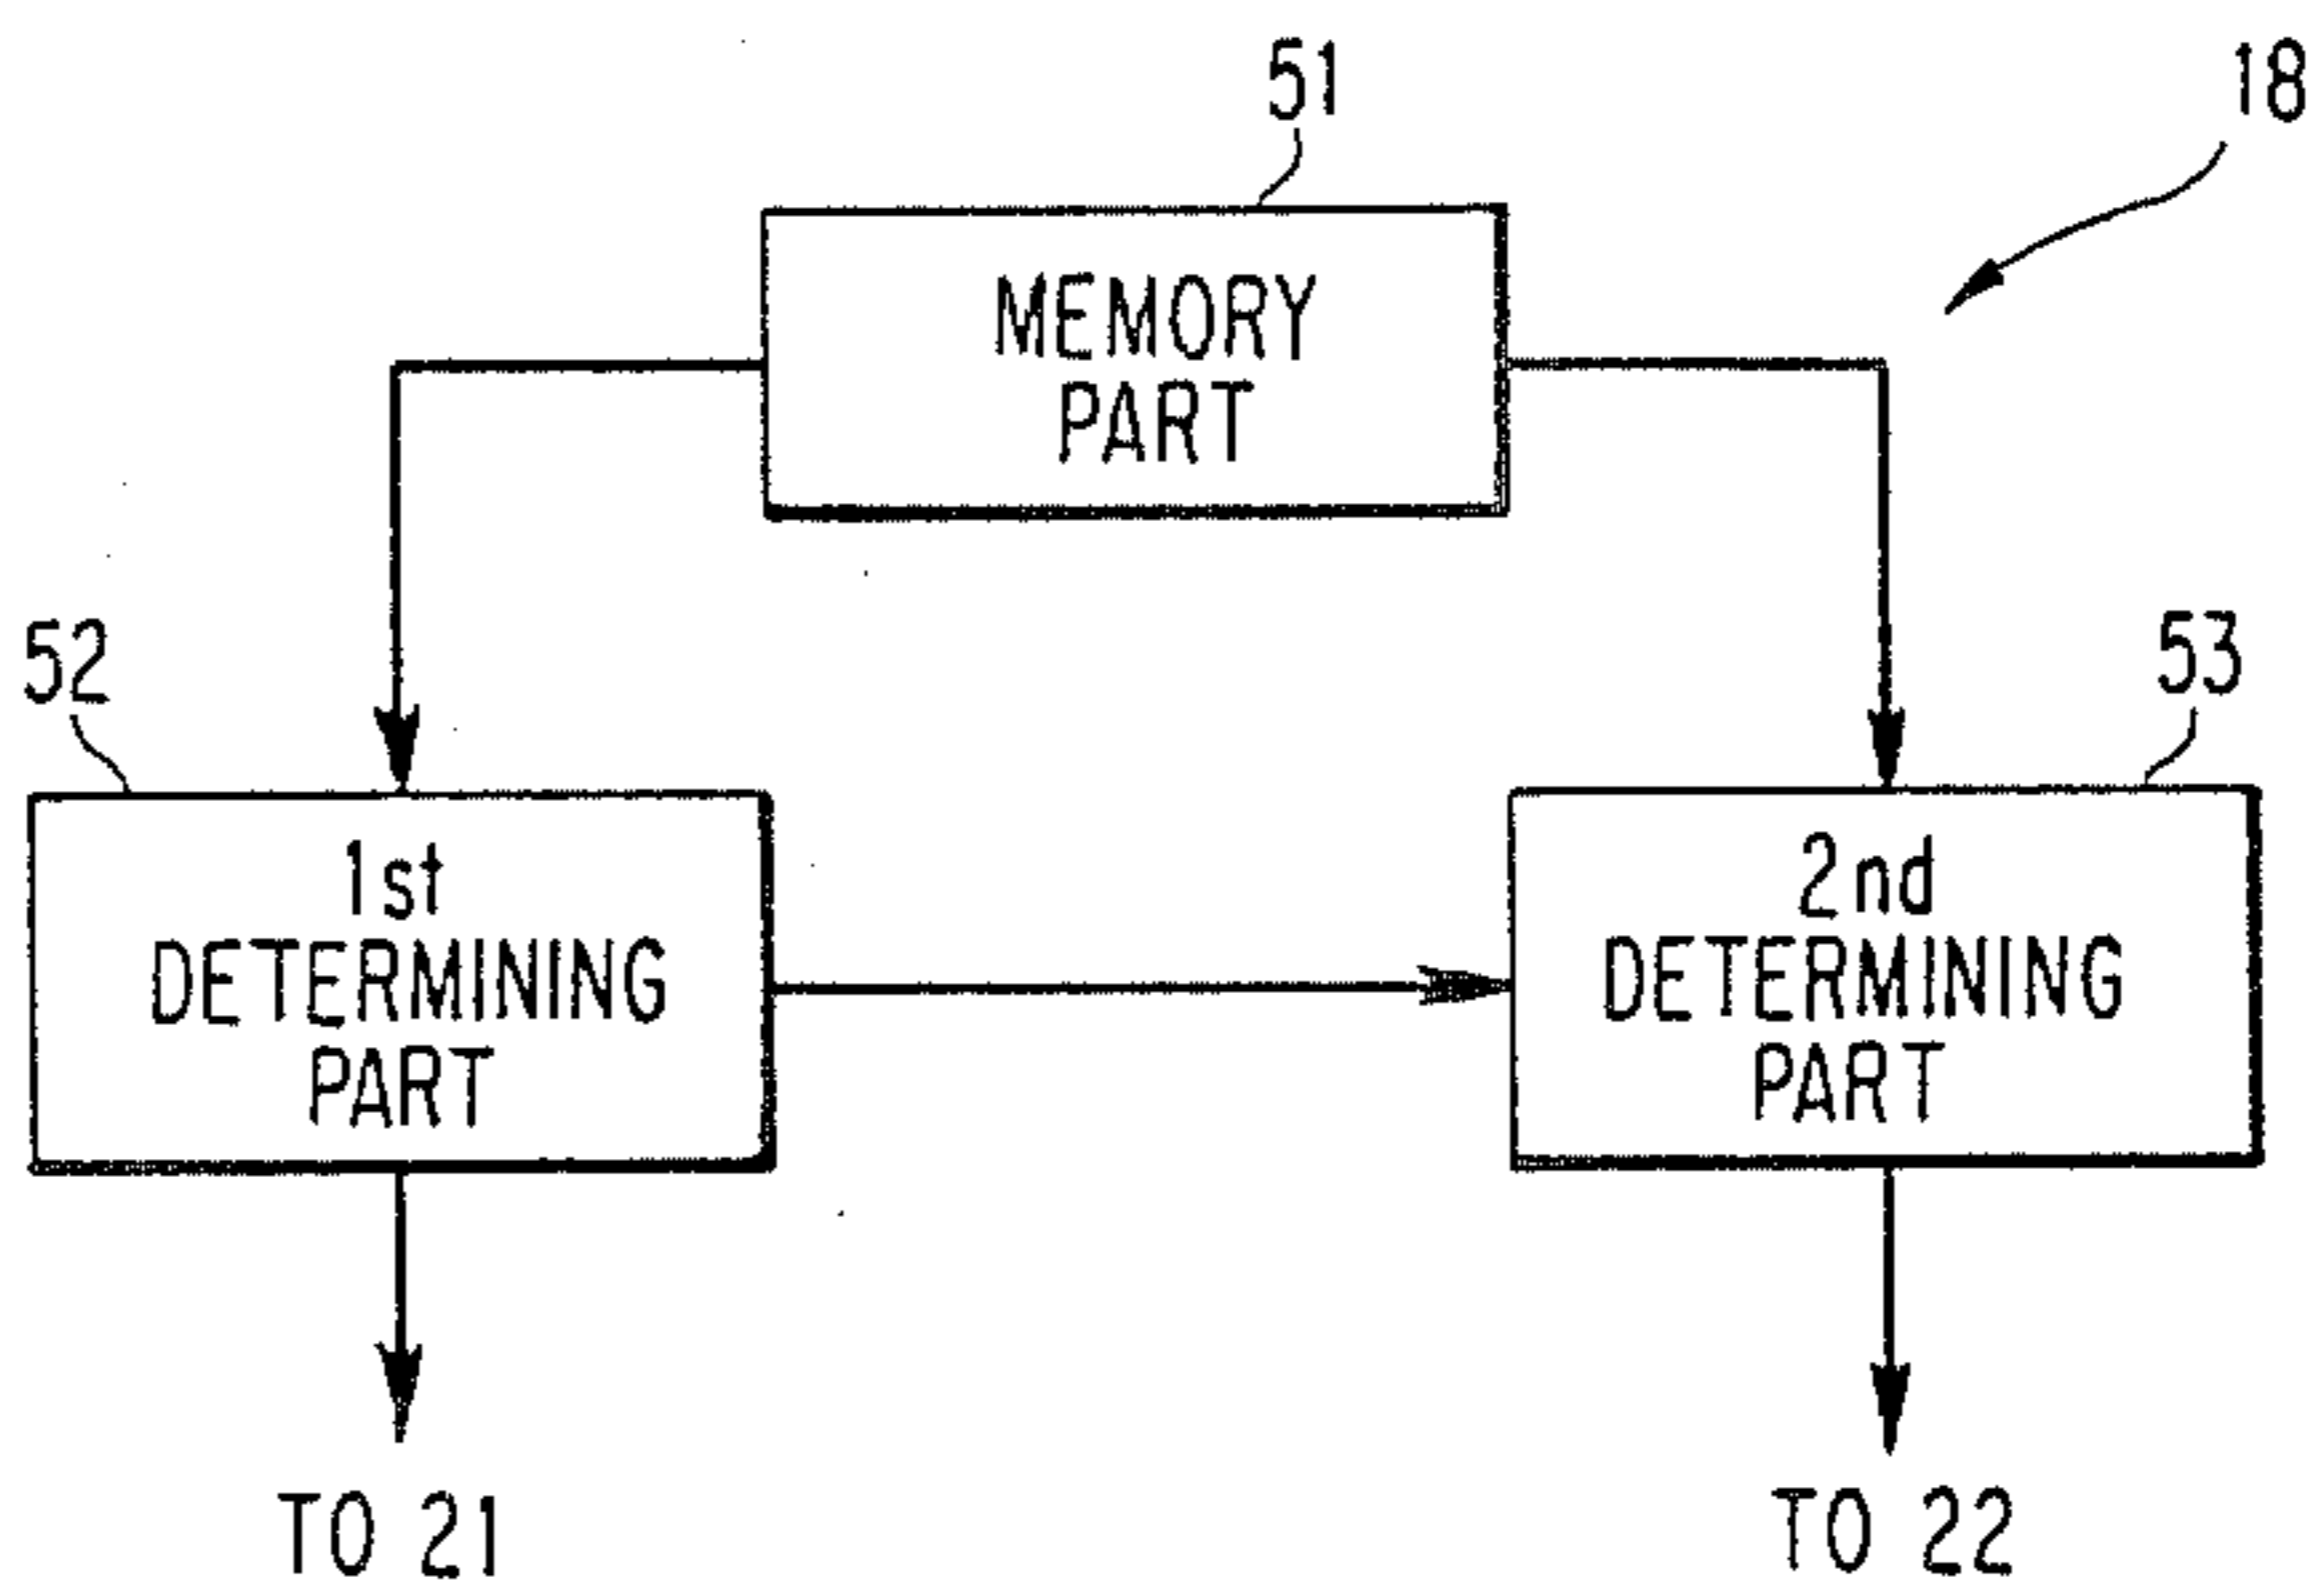 51
18
MEMORY
PART
52
53
1st
DETERMINING
PART
2nd
DETERMINING
PART
TO 21
TO 22